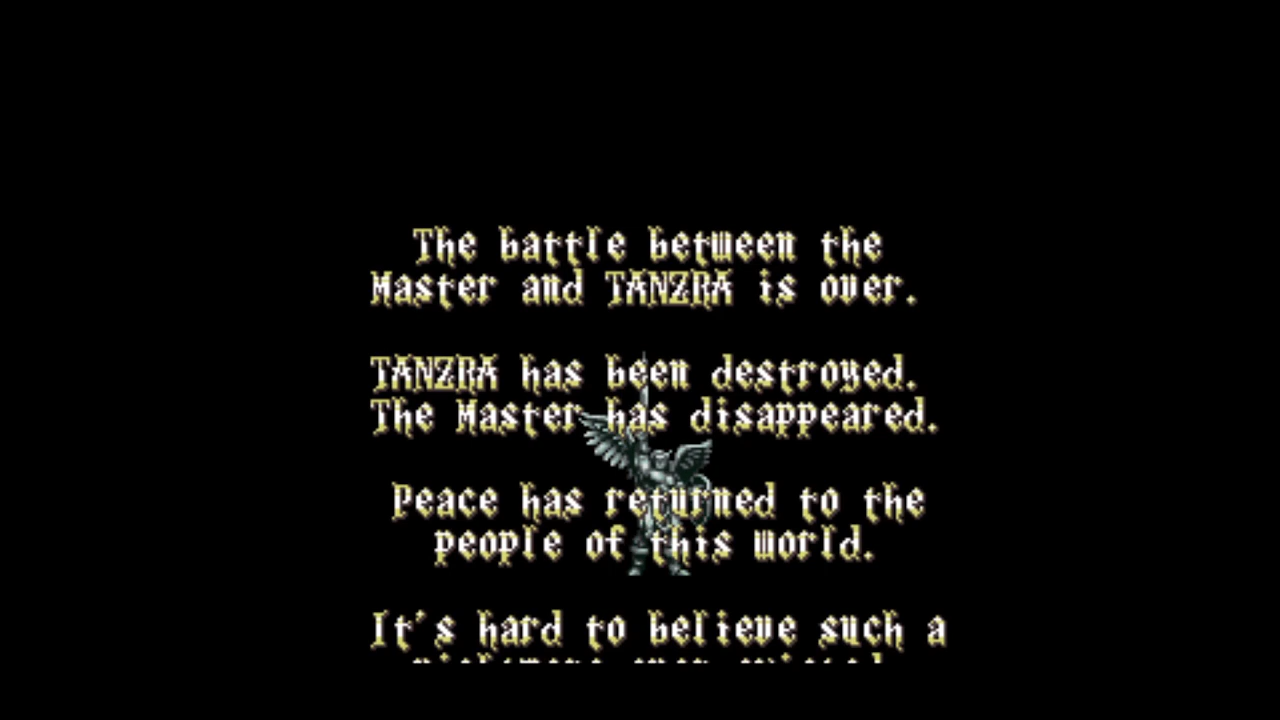 The battle between the
Master and TANZRA is over.
TANZRA has been destroyed.
The Master has disappeared.
Peace has returned to the
people of this world.
It's hard to believe such a